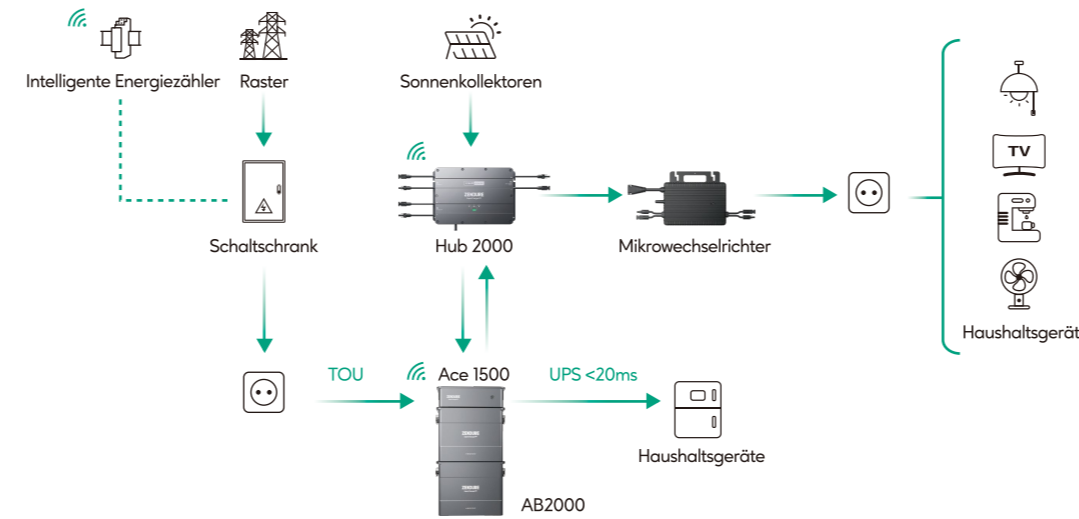 Intelligente Energiezähler
Raster
Sonnenkollektoren
TV
Schaltschrank
Hub 2000
Mikrowechselrichter
Haushaltsgerät
TOU
Ace 1500
UPS <20ms
Haushaltsgeräte
AB2000